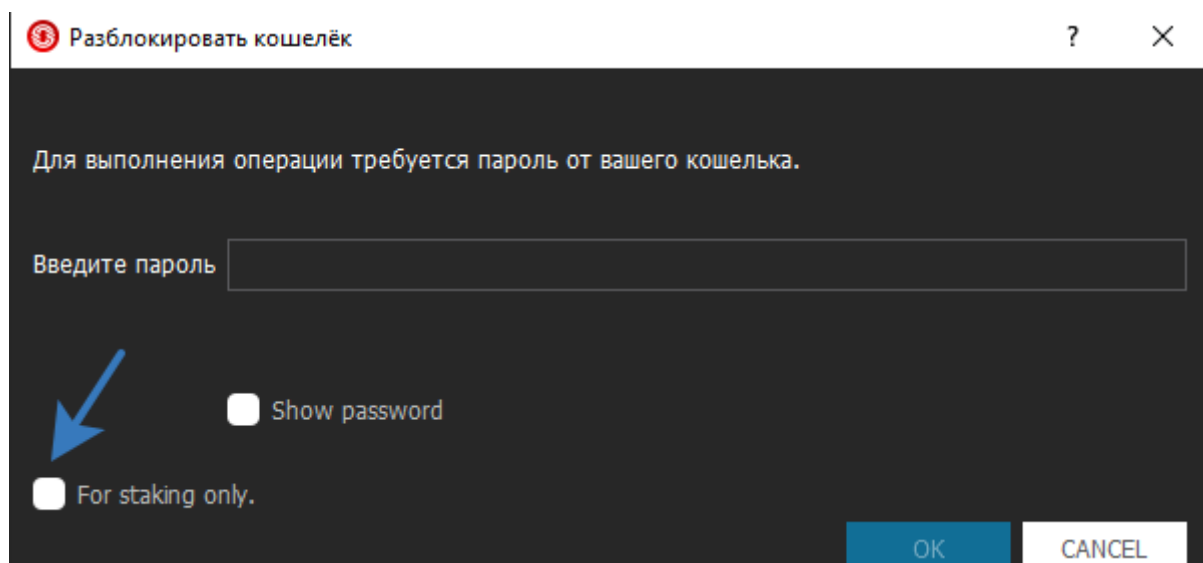 Разблокировать кошелёк ?
Для выполнения операции требуется пароль от вашего кошелька.
Введите пароль
Show password
For staking only.
OK CANCEL